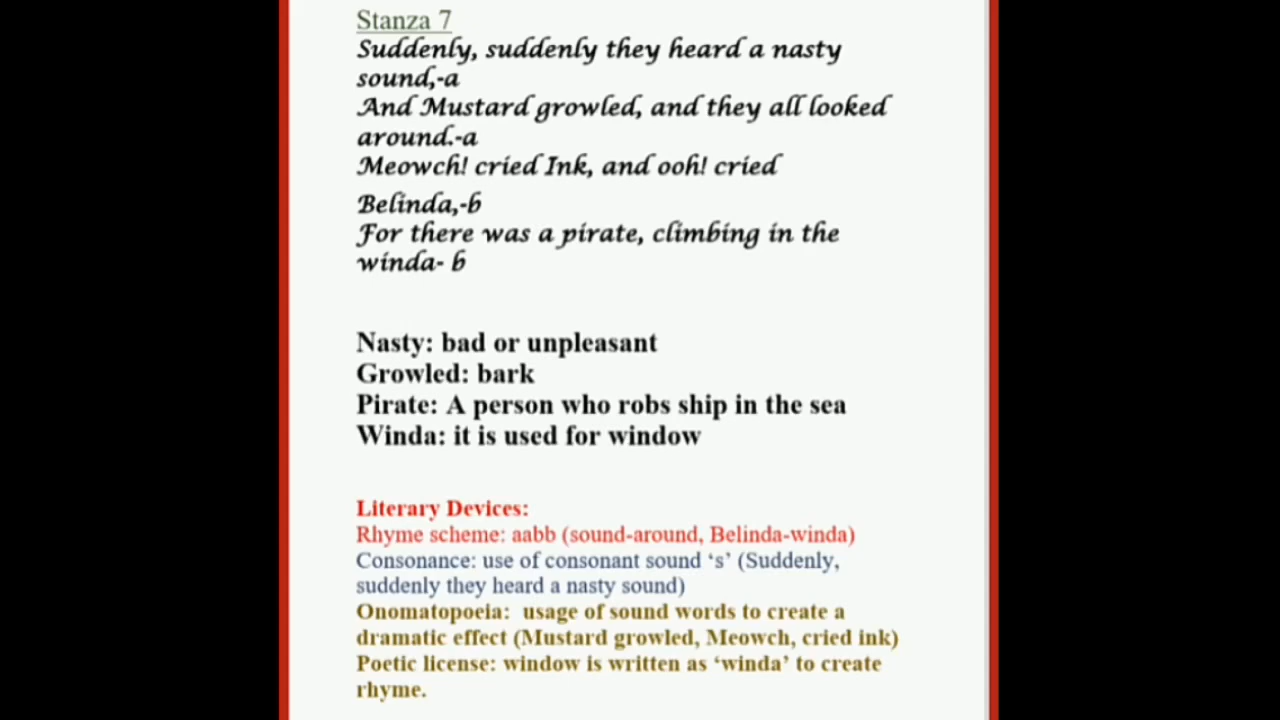 Stanza 7
Suddenly, suddenly they heard a nasty
sound,-a
And Mustard growled, and they all looked
around.-a
Meowch! cried Ink, and ooh! cried
Belinda,-b
For there was a pirate, climbing in the
winda- b
Nasty: bad or unpleasant
Growled: bark
Pirate: A person who robs ship in the sea
Winda: it is used for window
Literary Devices:
Rhyme scheme: aabb (sound-around, Belinda-winda)
Consonance: use of consonant sound ‘s’ (Suddenly,
suddenly they heard a nasty sound)
Onomatopoeia:  usage of sound words to create a
dramatic effect (Mustard growled, Meowch, cried ink)
Poetic license: window is written as ‘winda’ to create
rhyme.